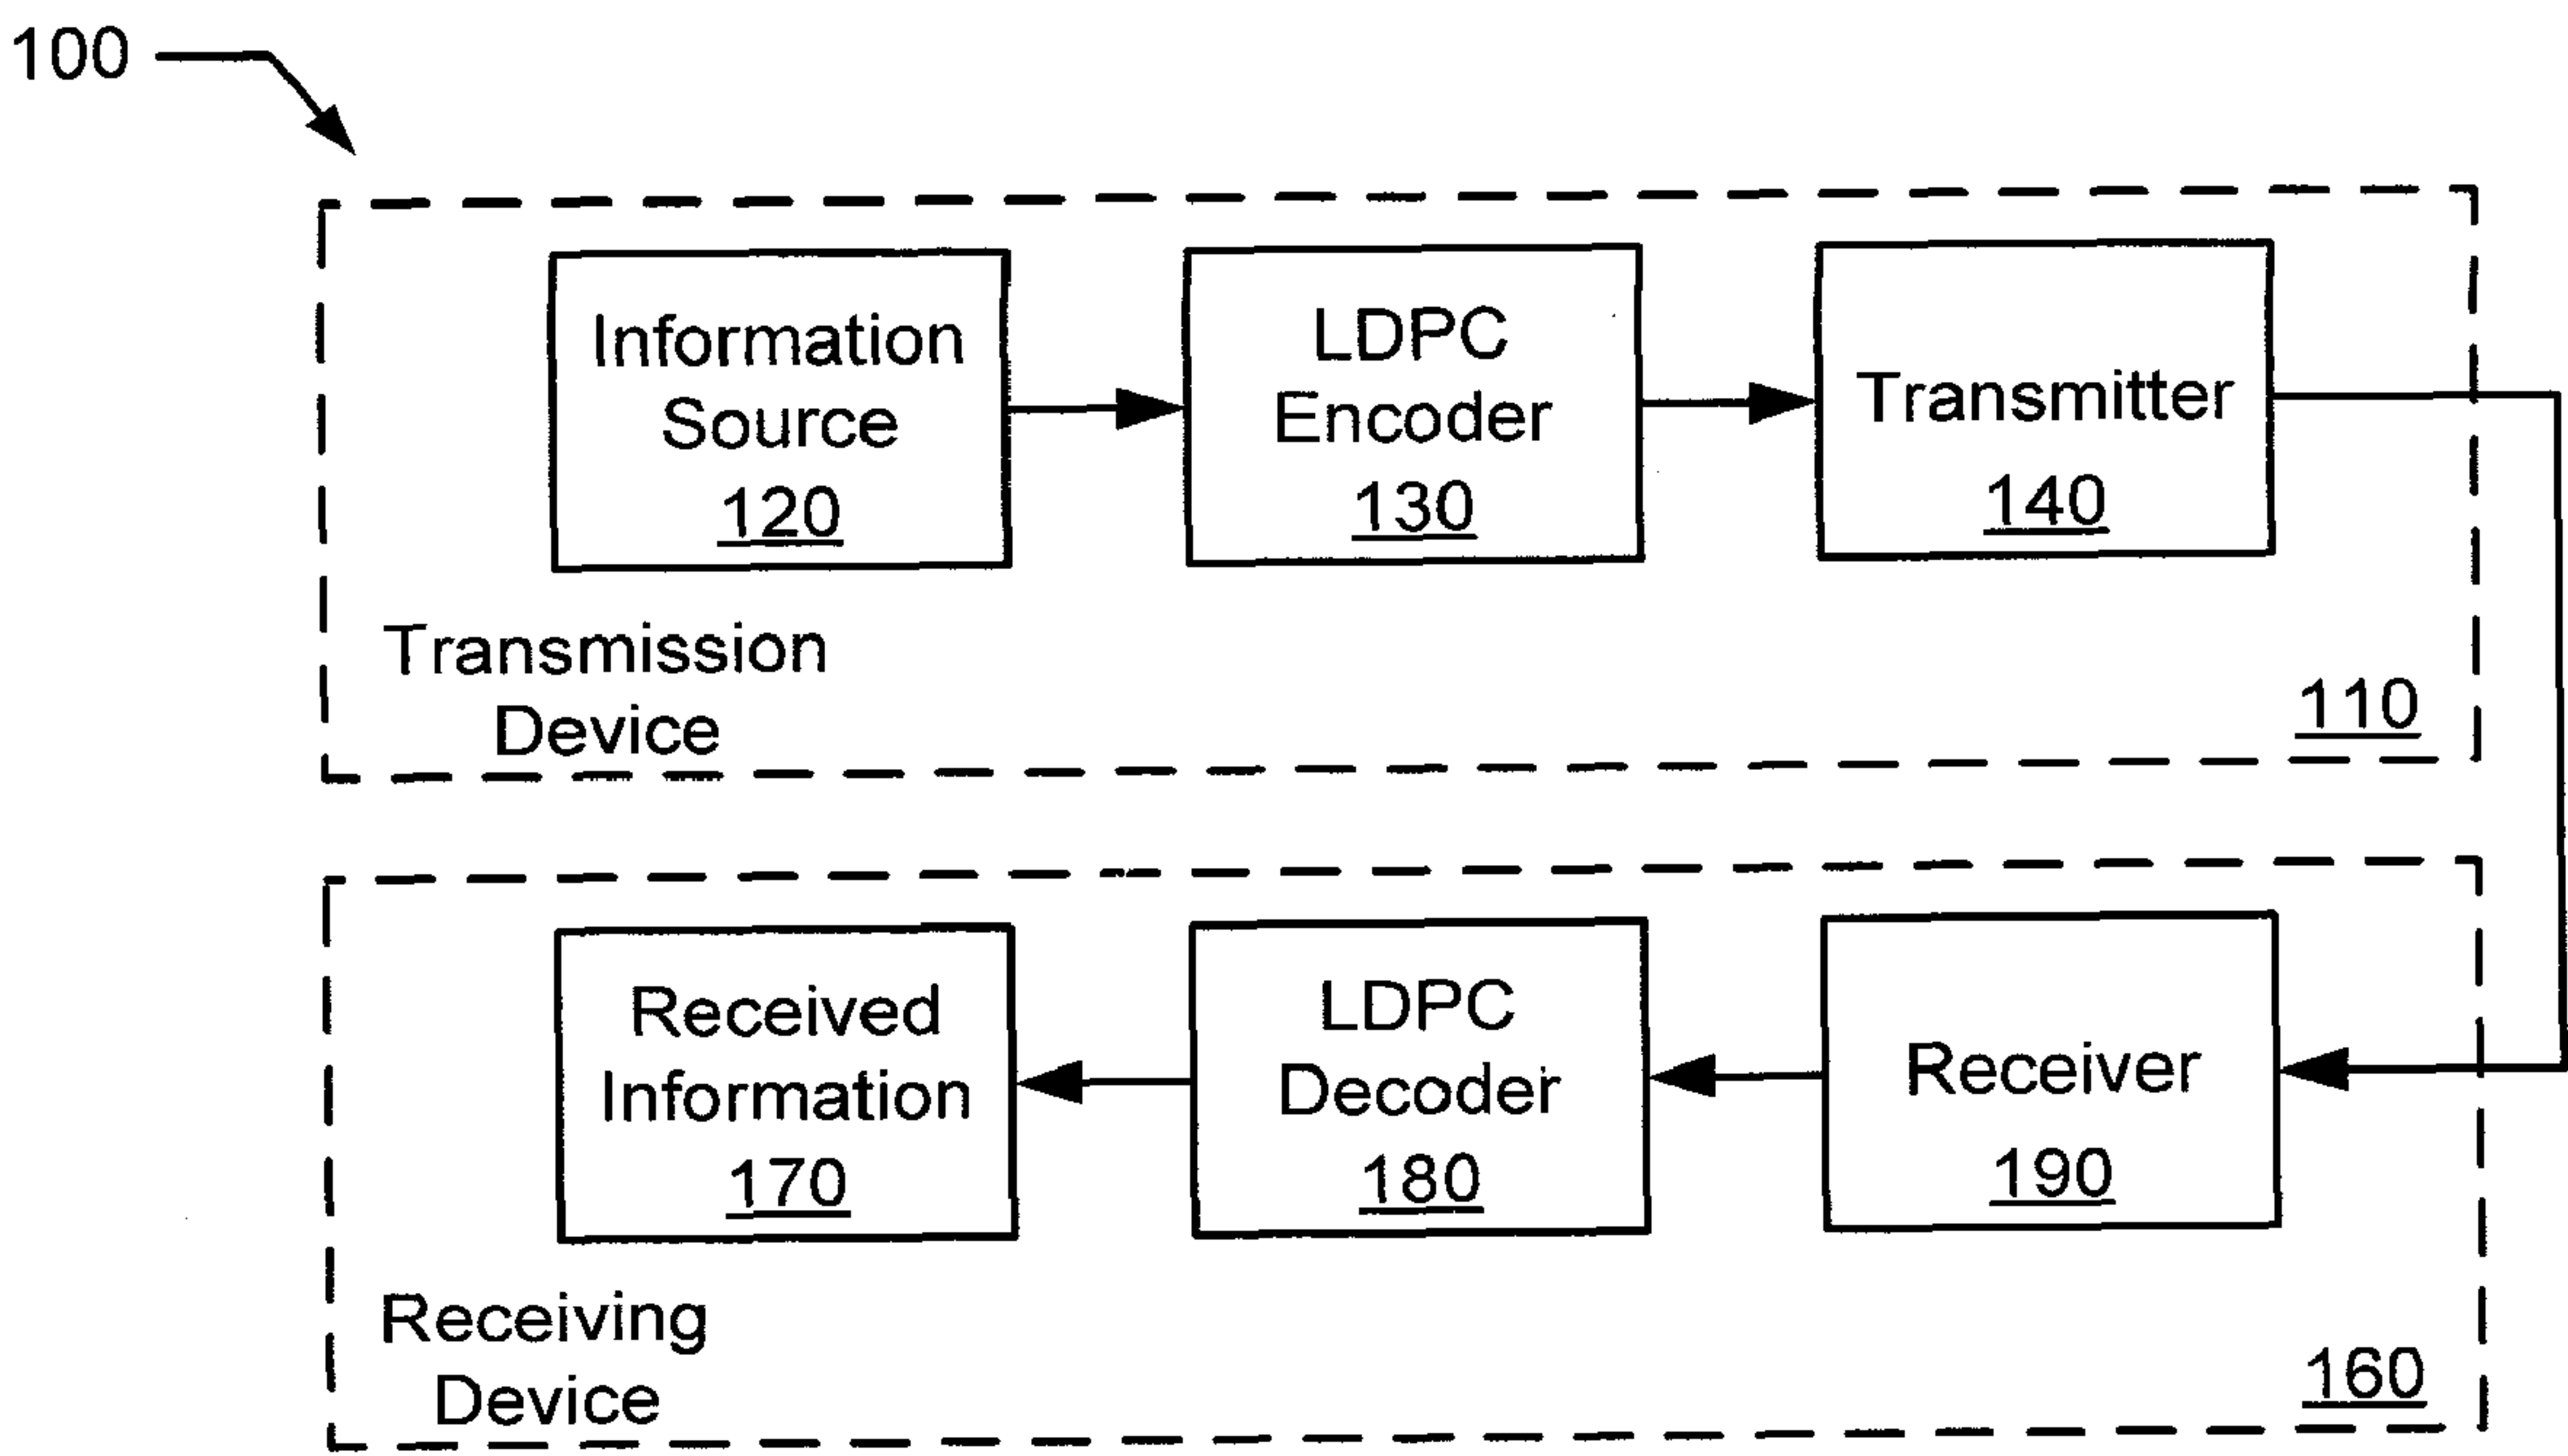 100
Information
Source
120
LDPC
Encoder
130
Transmitter
140
Transmission
Device
110
Received
Information
170
LDPC
Decoder
180
Receiver
190
Receiving
Device
160